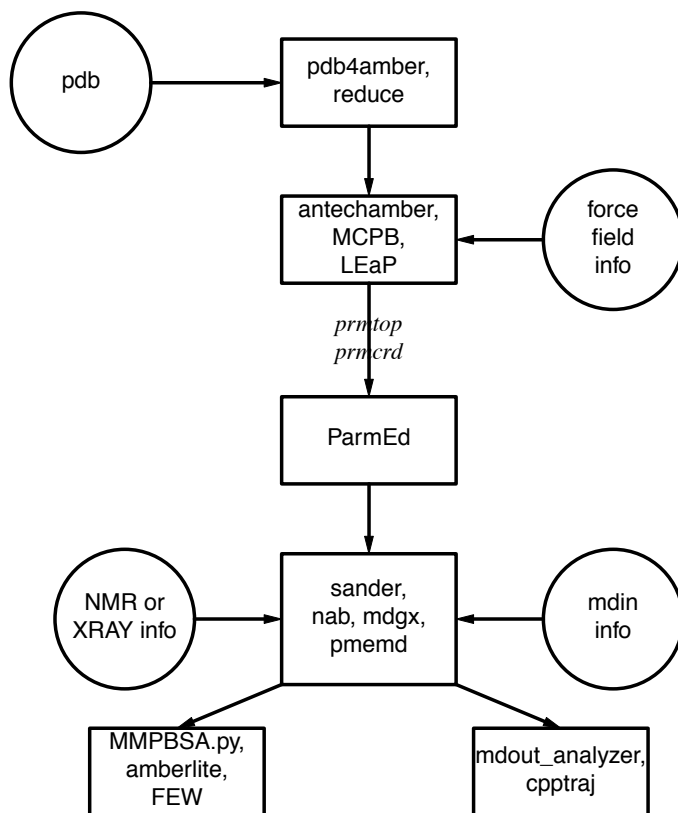 pdb
pdb4amber,
reduce
antechamber,
MCPB,
LEaP
force
field
info
prmtop
prmcrd
ParmEd
NMR or
XRAY info
sander,
nab, mdgx,
pmemd
mdin
info
MMPBSA.py,
amberlite,
FEW
mdout_analyzer,
cpptraj